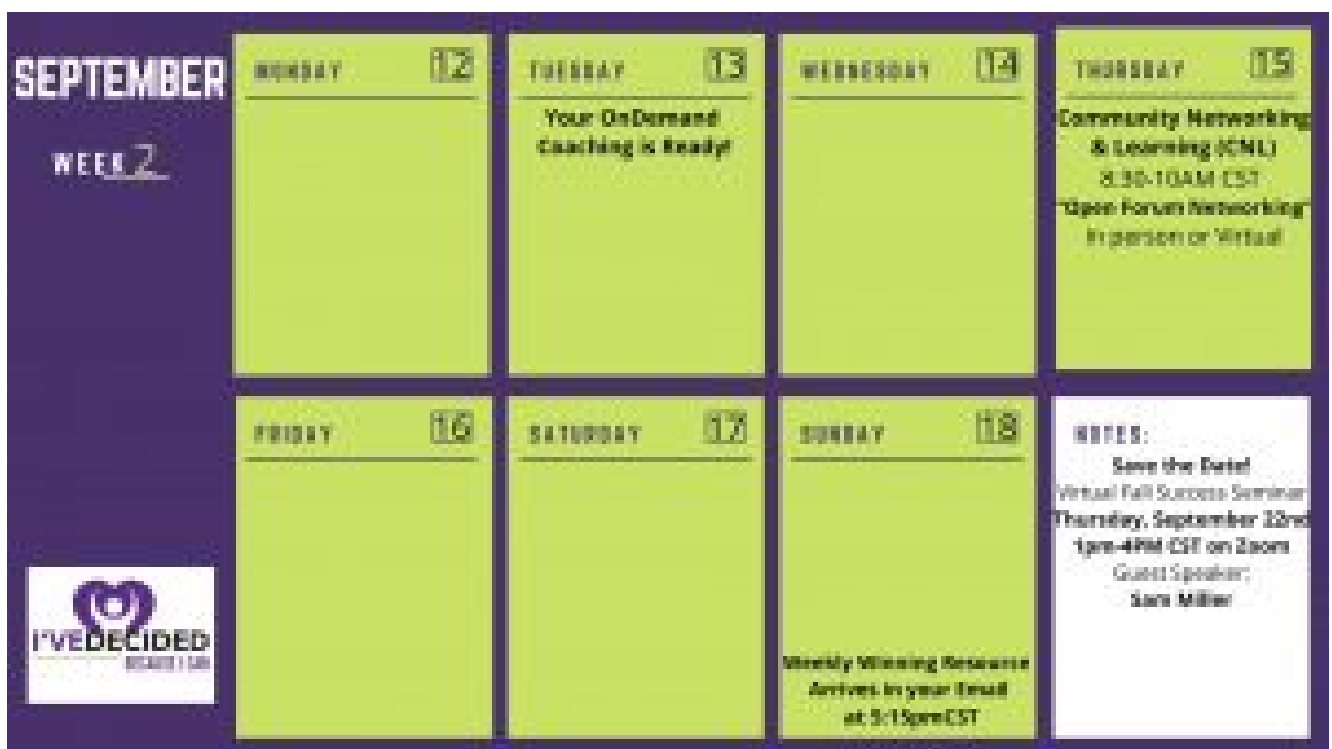 SEPTEMBER
WEEK 2
MONDAY 12
TUESDAY 13
Your OnDemand
Coaching is Ready!
WEDNESDAY 14
THURSDAY 15
Community Networking
& Learning (CNL)
8:30-10AM CST
"Open Forum Networking"
In person or Virtual
FRIDAY 16
SATURDAY 17
SUNDAY 18
Weekly Winning Resource
Arrives in your Email
at 5:15pmCST
NOTES:
Save the Date!
Virtual Fall Success Seminar
Thursday, September 22nd
1pm-4PM CST on Zoom
Guest Speaker:
Sam Miller
I'VEDECIDED
BECAUSE I CAN